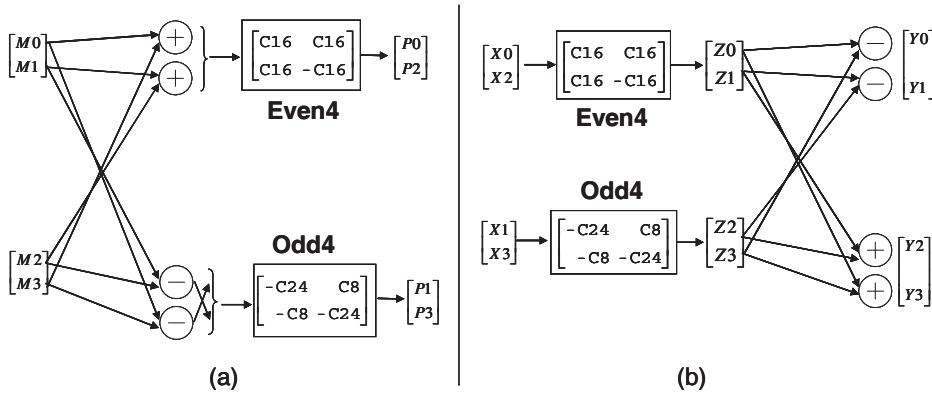 [M0
M1]
+
+
[C16 C16
C16 -C16]
Even4
[P0
P2]
[M2
M3]
−
−
Odd4
[-C24 C8
-C8 -C24]
[P1
P3]
(a)
[X0
X2]
[C16 C16
C16 -C16]
Even4
[Z0
Z1]
−
−
[Y0
Y1]
[X1
X3]
Odd4
[-C24 C8
-C8 -C24]
[Z2
Z3]
+
+
[Y2
Y3]
(b)